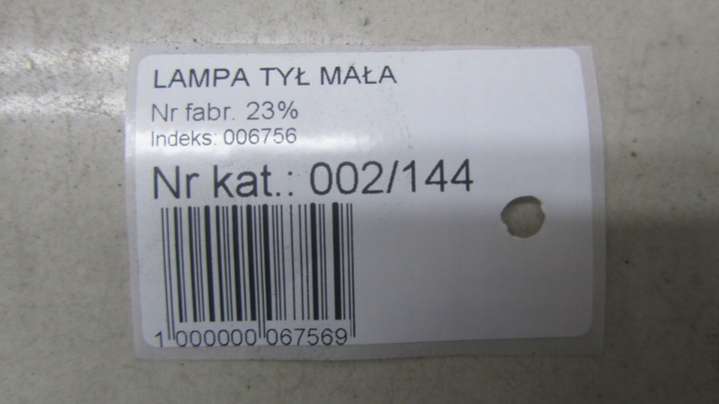 LAMPA TYŁ MAŁA
Nr fabr. 23%
Indeks: 006756
Nr kat.: 002/144
1 000000 067569